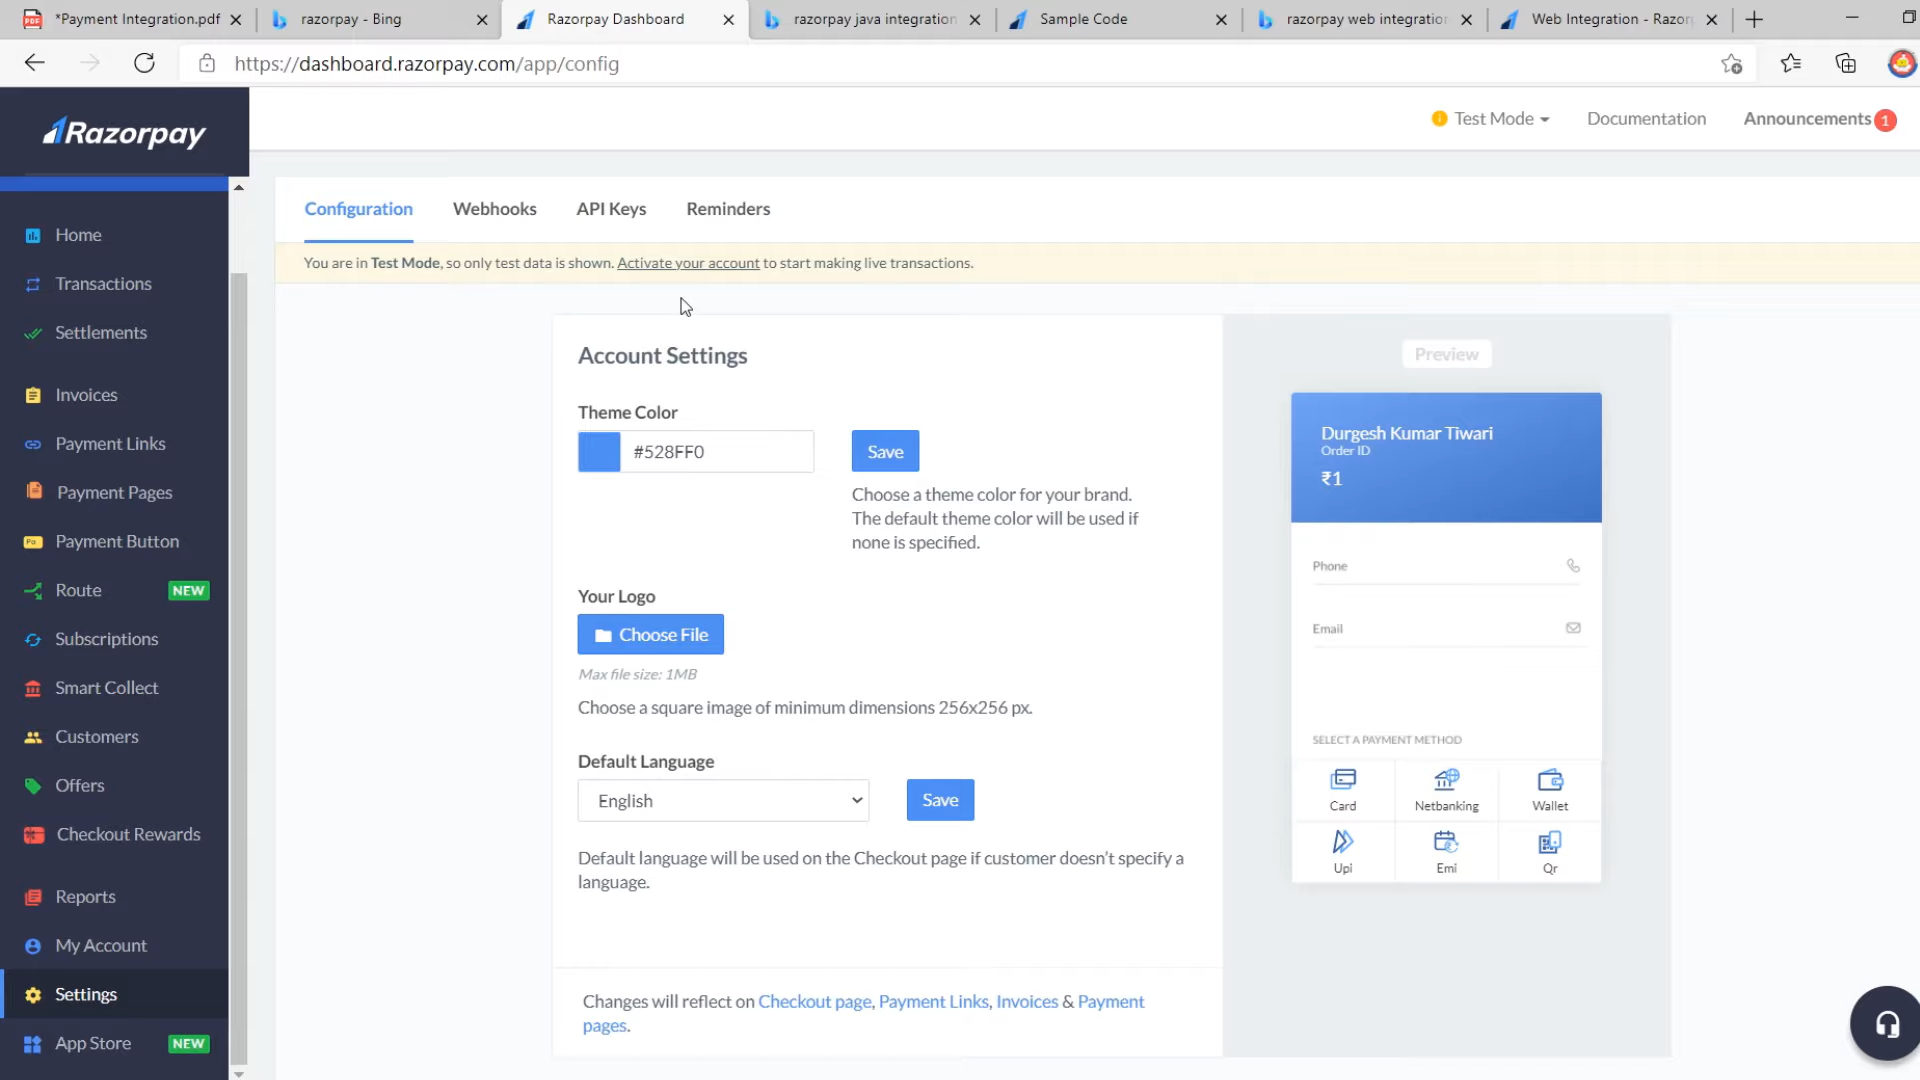 *Payment Integration.pdf
razorpay - Bing
Razorpay Dashboard
razorpay java integration
Sample Code
razorpay web integration
Web Integration - Razor
https://dashboard.razorpay.com/app/config
Razorpay
Test Mode
Documentation
Announcements 1
Home
Transactions
Settlements
Invoices
Payment Links
Payment Pages
Payment Button
Route NEW
Subscriptions
Smart Collect
Customers
Offers
Checkout Rewards
Reports
My Account
Settings
App Store NEW
Configuration
Webhooks
API Keys
Reminders
You are in Test Mode, so only test data is shown. Activate your account to start making live transactions.
Account Settings
Theme Color
#528FF0
Save
Choose a theme color for your brand.
The default theme color will be used if
none is specified.
Your Logo
Choose File
Max file size: 1MB
Choose a square image of minimum dimensions 256x256 px.
Default Language
English
Save
Default language will be used on the Checkout page if customer doesn't specify a
language.
Changes will reflect on Checkout page, Payment Links, Invoices & Payment
pages.
Preview
Durgesh Kumar Tiwari
Order ID
₹1
Phone
Email
SELECT A PAYMENT METHOD
Card
Netbanking
Wallet
Upi
Emi
Qr